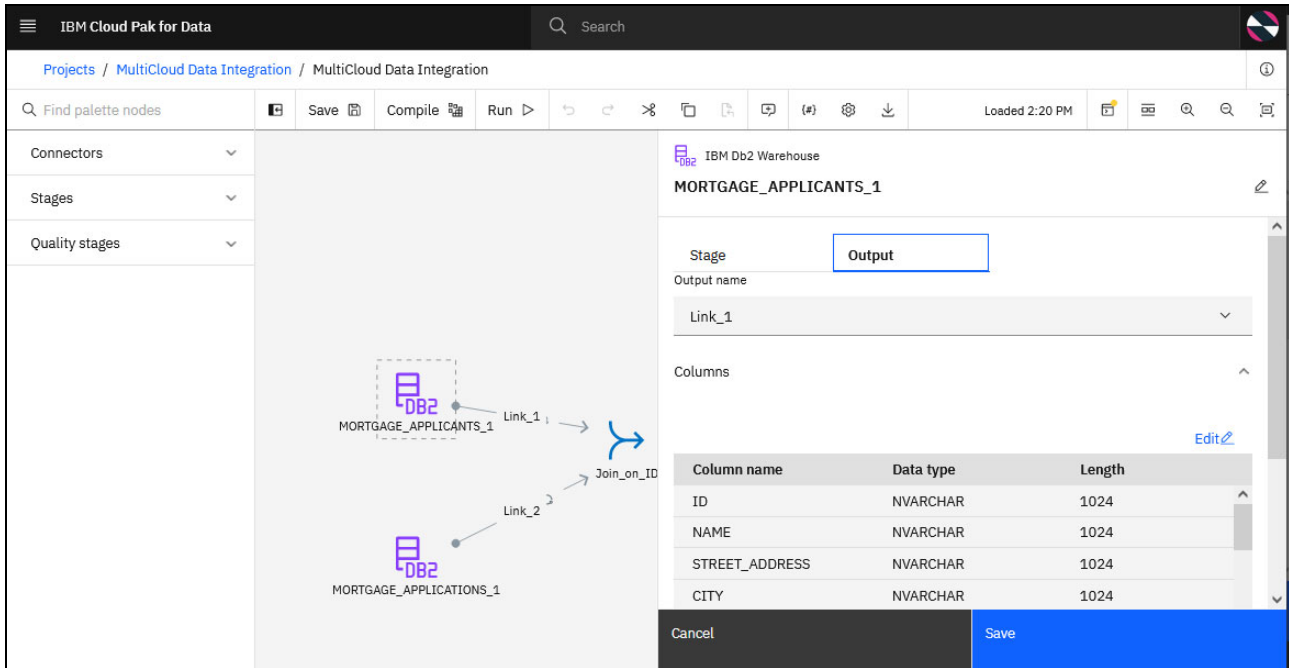 IBM Cloud Pak for Data
Search
Projects / MultiCloud Data Integration / MultiCloud Data Integration
Find palette nodes
Save
Compile
Run
{#}
Loaded 2:20 PM
Connectors
Stages
Quality stages
DB2
MORTGAGE_APPLICANTS_1
Link_1
Join_on_ID
Link_2
DB2
MORTGAGE_APPLICATIONS_1
DB2 IBM Db2 Warehouse
MORTGAGE_APPLICANTS_1
Stage Output
Output name
Link_1
Columns
Edit
Column name Data type Length
ID NVARCHAR 1024
NAME NVARCHAR 1024
STREET_ADDRESS NVARCHAR 1024
CITY NVARCHAR 1024
Cancel Save